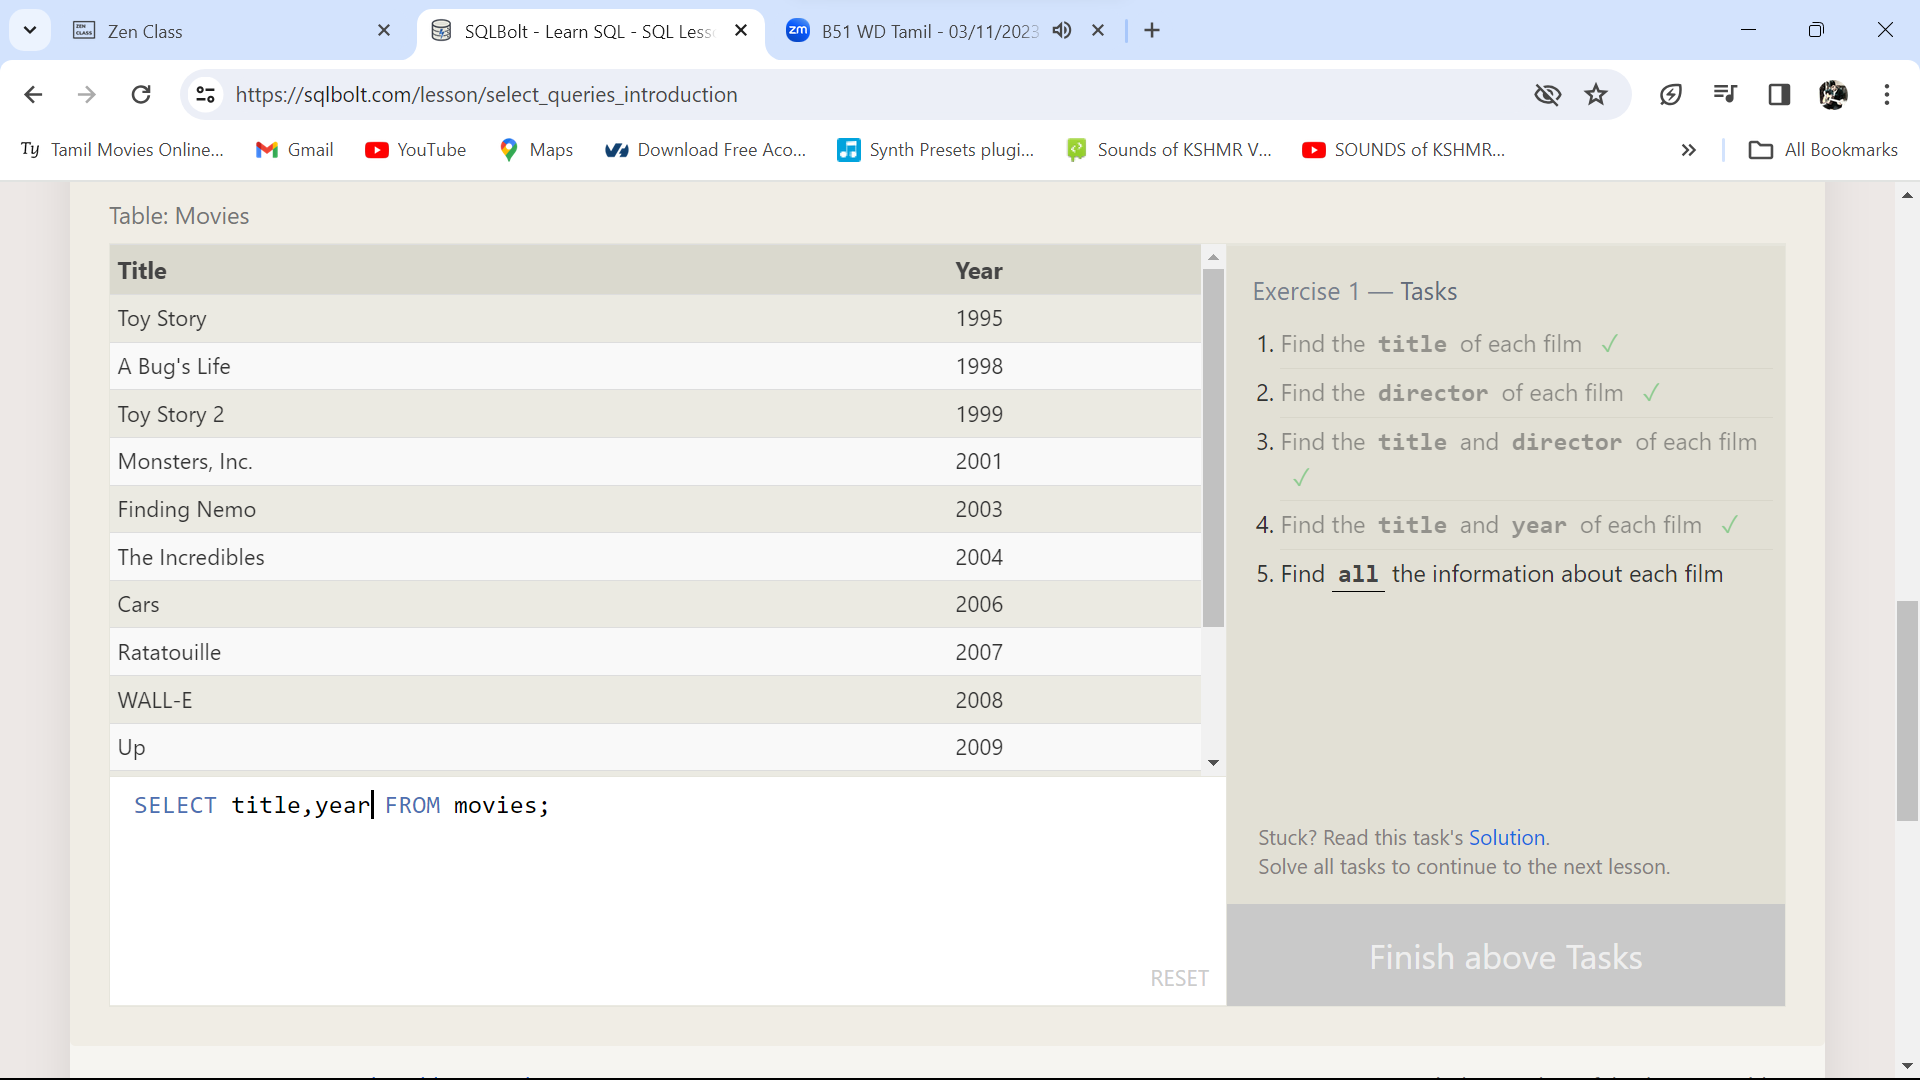 Zen Class
SQLBolt - Learn SQL - SQL Less
zm B51 WD Tamil - 03/11/2023
https://sqlbolt.com/lesson/select_queries_introduction
Ty Tamil Movies Online...
Gmail
YouTube
Maps
Download Free Aco...
Synth Presets plugi...
Sounds of KSHMR V...
SOUNDS of KSHMR...
All Bookmarks
Table: Movies
Title Year
Toy Story 1995
A Bug's Life 1998
Toy Story 2 1999
Monsters, Inc. 2001
Finding Nemo 2003
The Incredibles 2004
Cars 2006
Ratatouille 2007
WALL-E 2008
Up 2009
SELECT title,year FROM movies;
RESET
Exercise 1 — Tasks
1. Find the title of each film ✓
2. Find the director of each film ✓
3. Find the title and director of each film
✓
4. Find the title and year of each film ✓
5. Find all the information about each film
Stuck? Read this task's Solution.
Solve all tasks to continue to the next lesson.
Finish above Tasks